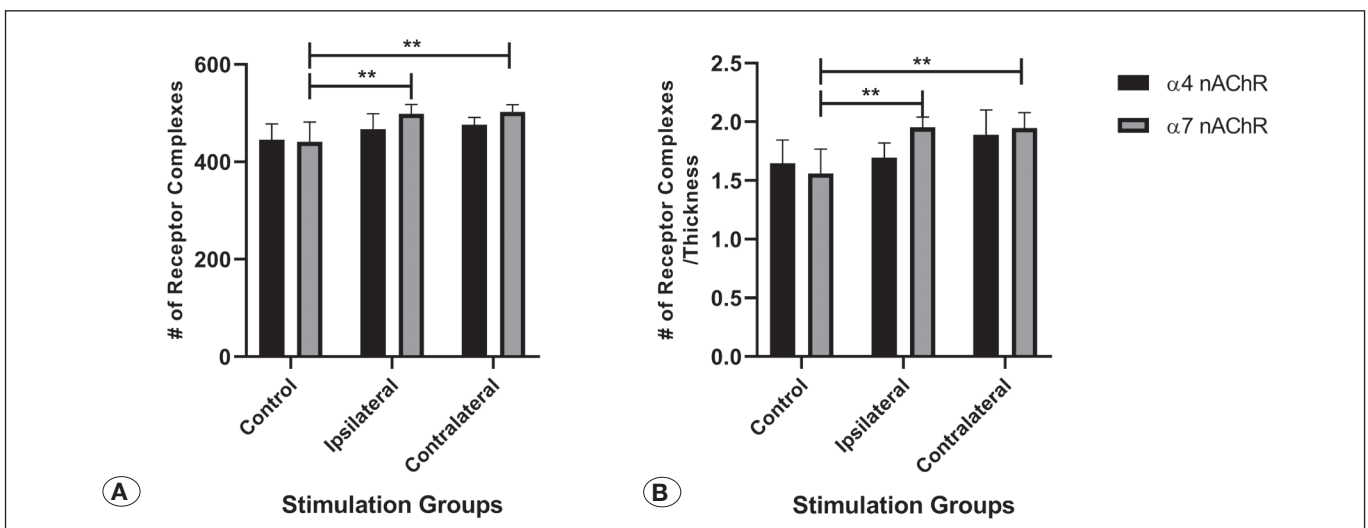 # of Receptor Complexes
600
400
200
0
**
**
Control
Ipsilateral
Contralateral
Stimulation Groups
A
# of Receptor Complexes
/Thickness
2.5
2.0
1.5
1.0
0.5
0.0
**
**
Control
Ipsilateral
Contralateral
Stimulation Groups
B
α4 nAChR
α7 nAChR